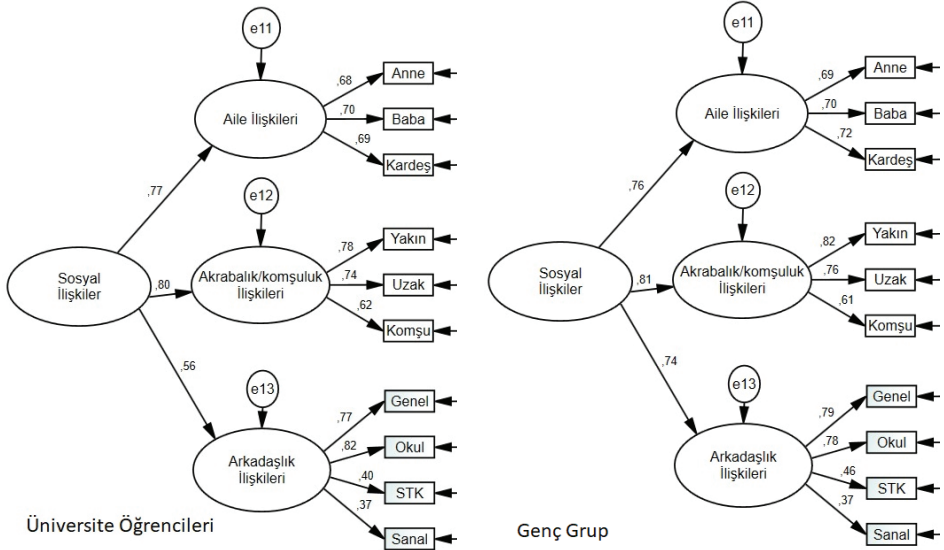 e11
Aile İlişkileri
,68
Anne
,70
Baba
,69
Kardeş
,77
e12
Sosyal
İlişkiler
,80
Akrabalık/komşuluk
İlişkileri
,78
Yakın
,74
Uzak
,62
Komşu
,56
e13
Arkadaşlık
İlişkileri
,77
Genel
,82
Okul
,40
STK
,37
Sanal
Üniversite Öğrencileri
e11
Aile İlişkileri
,69
Anne
,70
Baba
,72
Kardeş
,76
e12
Sosyal
İlişkiler
,81
Akrabalık/komşuluk
İlişkileri
,82
Yakın
,76
Uzak
,61
Komşu
,74
e13
Arkadaşlık
İlişkileri
,79
Genel
,78
Okul
,46
STK
,37
Sanal
Genç Grup